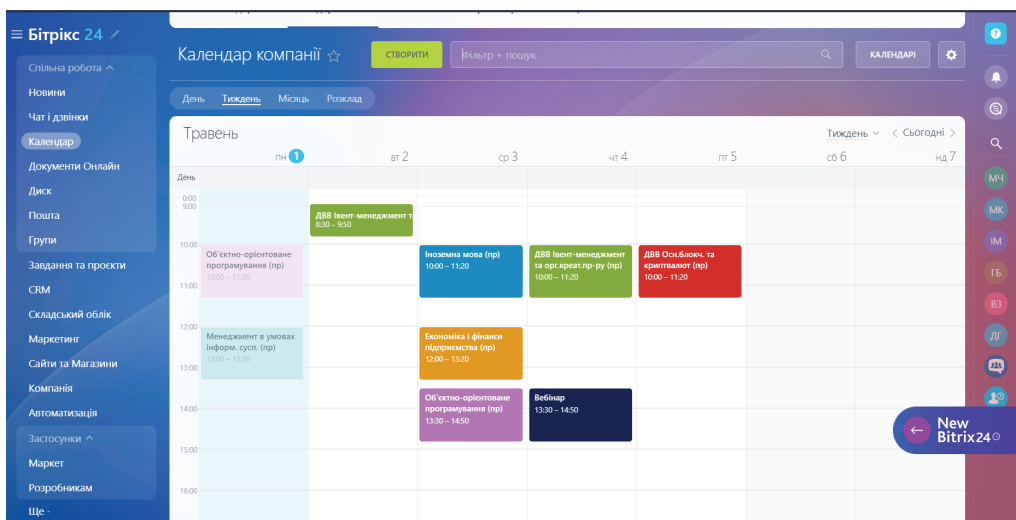 Бітрікс 24
Спільна робота
Новини
Чат і дзвінки
Календар
Документи Онлайн
Диск
Пошта
Групи
Завдання та проєкти
CRM
Складський облік
Маркетинг
Сайти та Магазини
Компанія
Автоматизація
Застосунки
Маркет
Розробникам
Ще -
Календар компанії
СТВОРИТИ
Фільтр + пошук
КАЛЕНДАРІ
День Тиждень Місяць Розклад
Травень
Тиждень
Сьогодні
пн 1 вт 2 ср 3 чт 4 пт 5 сб 6 нд 7
День
0:00
9:00
10:00
11:00
12:00
13:00
14:00
15:00
16:00
Об'єктно-орієнтоване
програмування (пр)
10:00 – 11:20
Менеджмент в умовах
інформ. сусп. (пр)
12:00 – 13:20
ДВВ Івент-менеджмент т
8:30 – 9:50
Іноземна мова (пр)
10:00 – 11:20
Економіка і фінанси
підприємства (пр)
12:00 – 13:20
Об'єктно-орієнтоване
програмування (пр)
13:30 – 14:50
ДВВ Івент-менеджмент
та орг.креат.пр-ру (пр)
10:00 – 11:20
Вебінар
13:30 – 14:50
ДВВ Осн.блокч. та
криптвалют (пр)
10:00 – 11:20
?
МЧ
МК
ІМ
ГБ
ВЗ
ДГ
New
Bitrix24